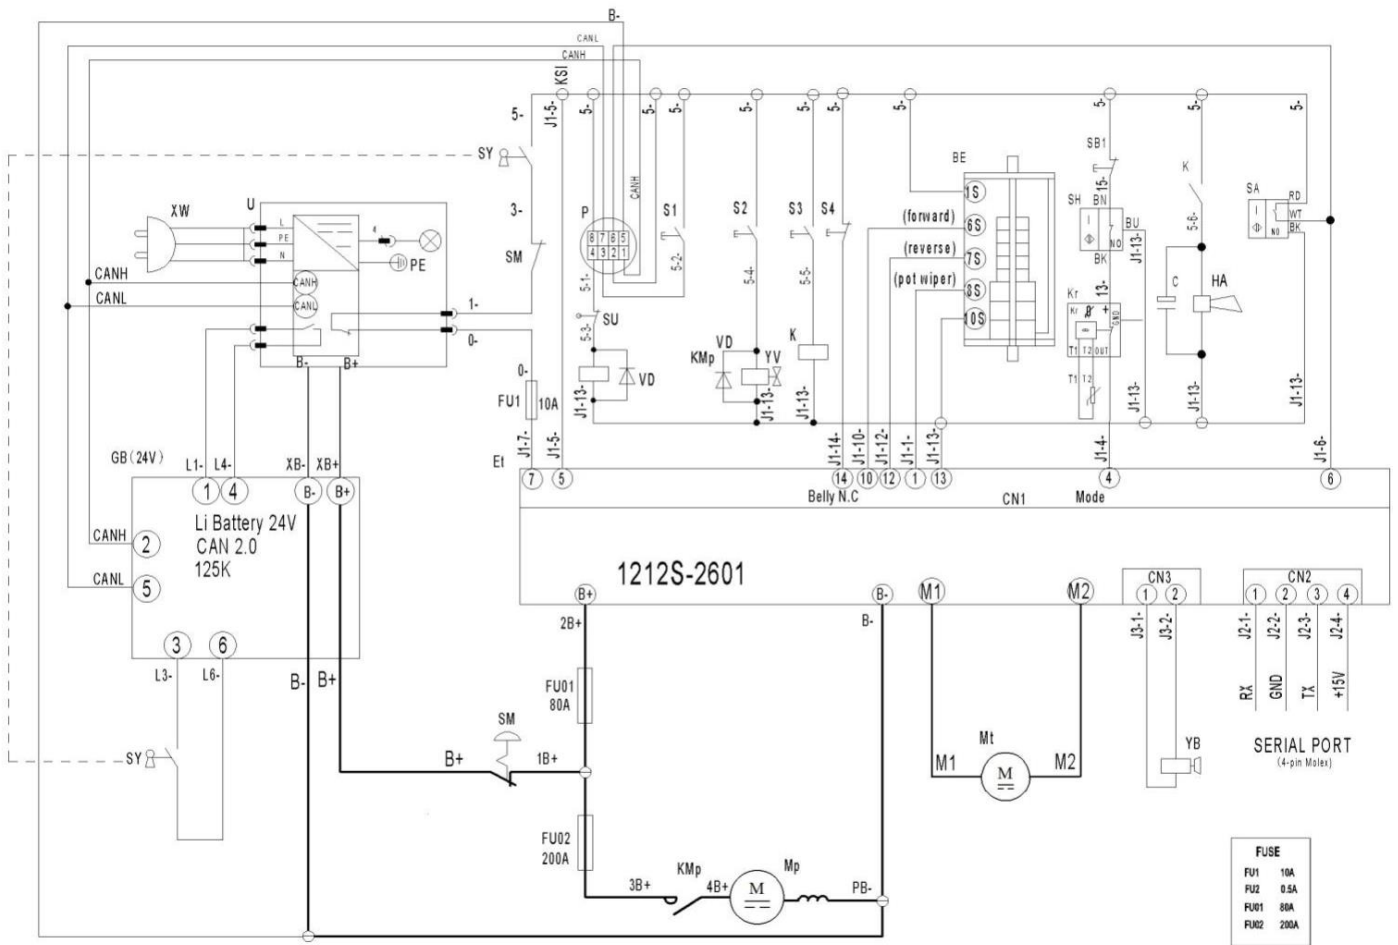 B-
CANL
CANH
KSI
5-
J1-5-
5-
5-
5-
5-
5-
5-
5-
5-
5-
5-
SY
CANH
BE
SB1
K
XW
U
3-
P
S1
S2
S3
S4
1S
15-
SA
RD
SH
BN
BU
WT
BK
NO
L
PE
N
4
8 7 6 5
4 3 2 1
(forward)
6S
5-6-
SM
PE
5-2-
5-4-
5-5-
(reverse)
7S
NO
J1-13-
BK
CANH
CANH
CANL
CANL
5-1-
(pot wiper)
8S
13-
C
HA
1-
0-
SU
5-3-
10S
Kr
Kr
+
GND
T1 T2 OUT
K
VD
KMp
YV
B-
B+
0-
VD
T1 T2
FU1
10A
J1-13-
J1-13-
J1-13-
J1-13-
J1-13-
J1-13-
GB(24V)
L1-
L4-
XB-
XB+
J1-7-
J1-5-
J1-14-
J1-10-
J1-12-
J1-1-
J1-13-
J1-4-
J1-6-
Et
1
4
B-
B+
7
5
14
10
12
1
13
4
6
Belly N.C
CN1
Mode
Li Battery 24V
CAN 2.0
125K
CANH
2
CANL
5
1212S-2601
B+
B-
M1
M2
CN3
1
2
CN2
1
2
3
4
3
6
2B+
B-
J3-1-
J3-2-
J2-1-
J2-2-
J2-3-
J2-4-
L3-
L6-
B-
B+
FU01
80A
RX
GND
TX
+15V
SM
SY
B+
1B+
Mt
M1
M
M2
YB
SERIAL PORT
(4-pin Molex)
FU02
200A
KMp
Mp
3B+
4B+
M
PB-
FUSE
FU1 10A
FU2 0.5A
FU01 80A
FU02 200A